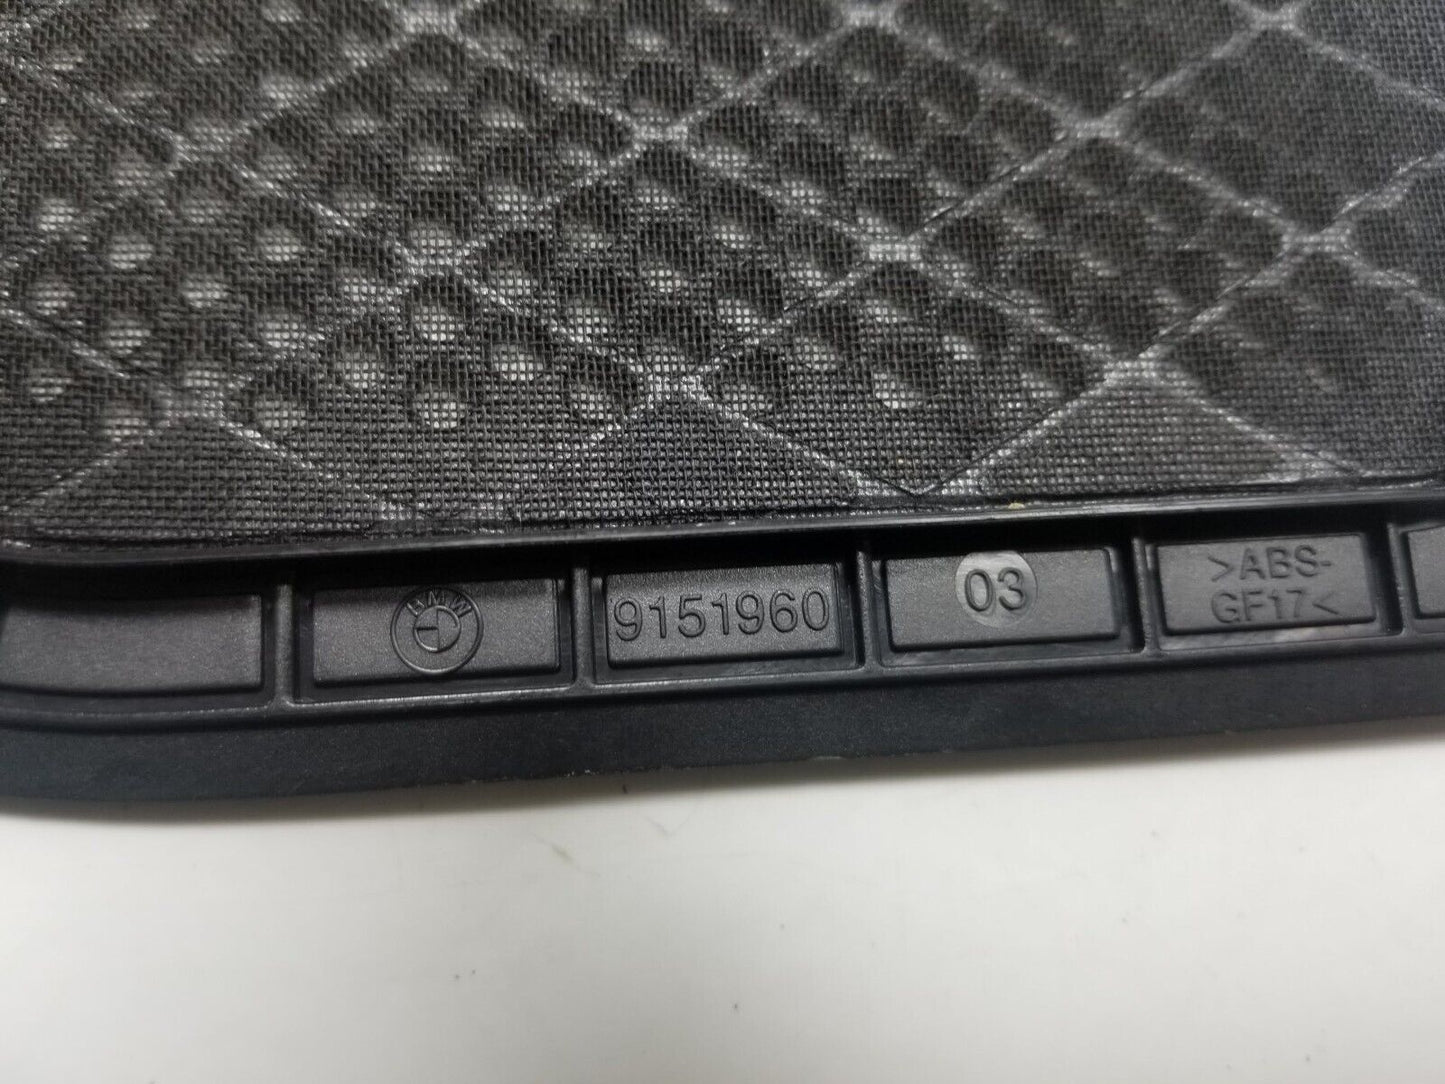 BMW
9151960
03
>ABS-
GF17<